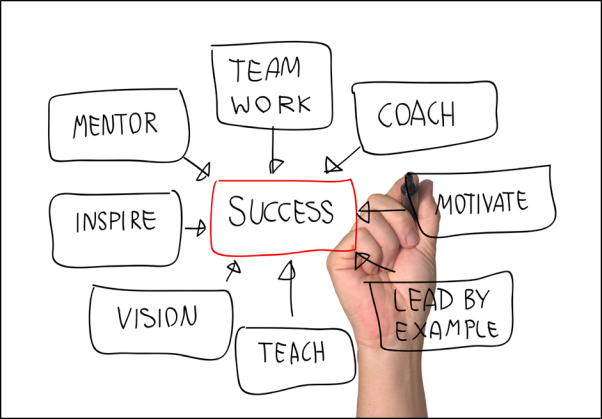 TEAM
WORK
MENTOR
COACH
INSPIRE
SUCCESS
MOTIVATE
VISION
TEACH
LEAD BY
EXAMPLE